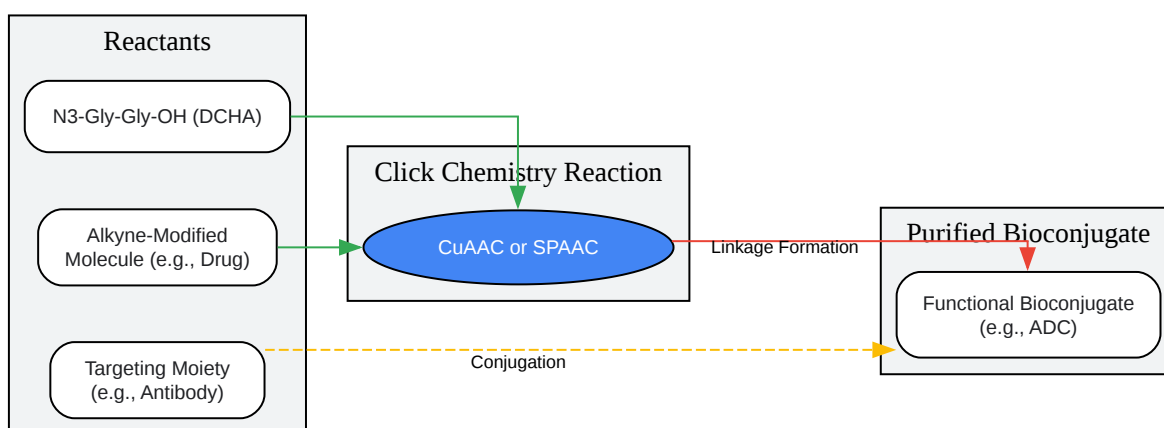 Reactants
N3-Gly-Gly-OH (DCHA)
Alkyne-Modified
Molecule (e.g., Drug)
Targeting Moiety
(e.g., Antibody)
Click Chemistry Reaction
CuAAC or SPAAC
Linkage Formation
Conjugation
Purified Bioconjugate
Functional Bioconjugate
(e.g., ADC)